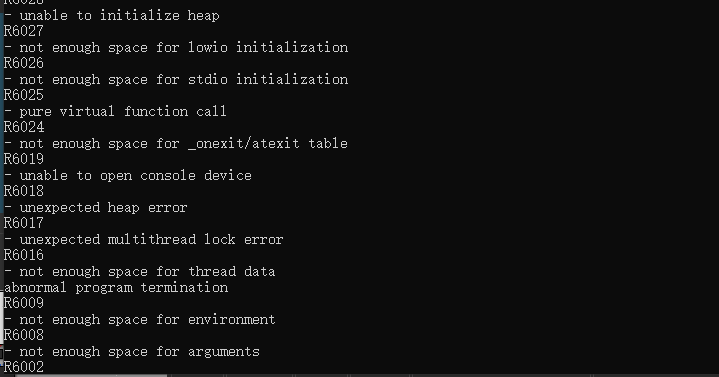 R6028
- unable to initialize heap
R6027
- not enough space for lowio initialization
R6026
- not enough space for stdio initialization
R6025
- pure virtual function call
R6024
- not enough space for _onexit/atexit table
R6019
- unable to open console device
R6018
- unexpected heap error
R6017
- unexpected multithread lock error
R6016
- not enough space for thread data
abnormal program termination
R6009
- not enough space for environment
R6008
- not enough space for arguments
R6002